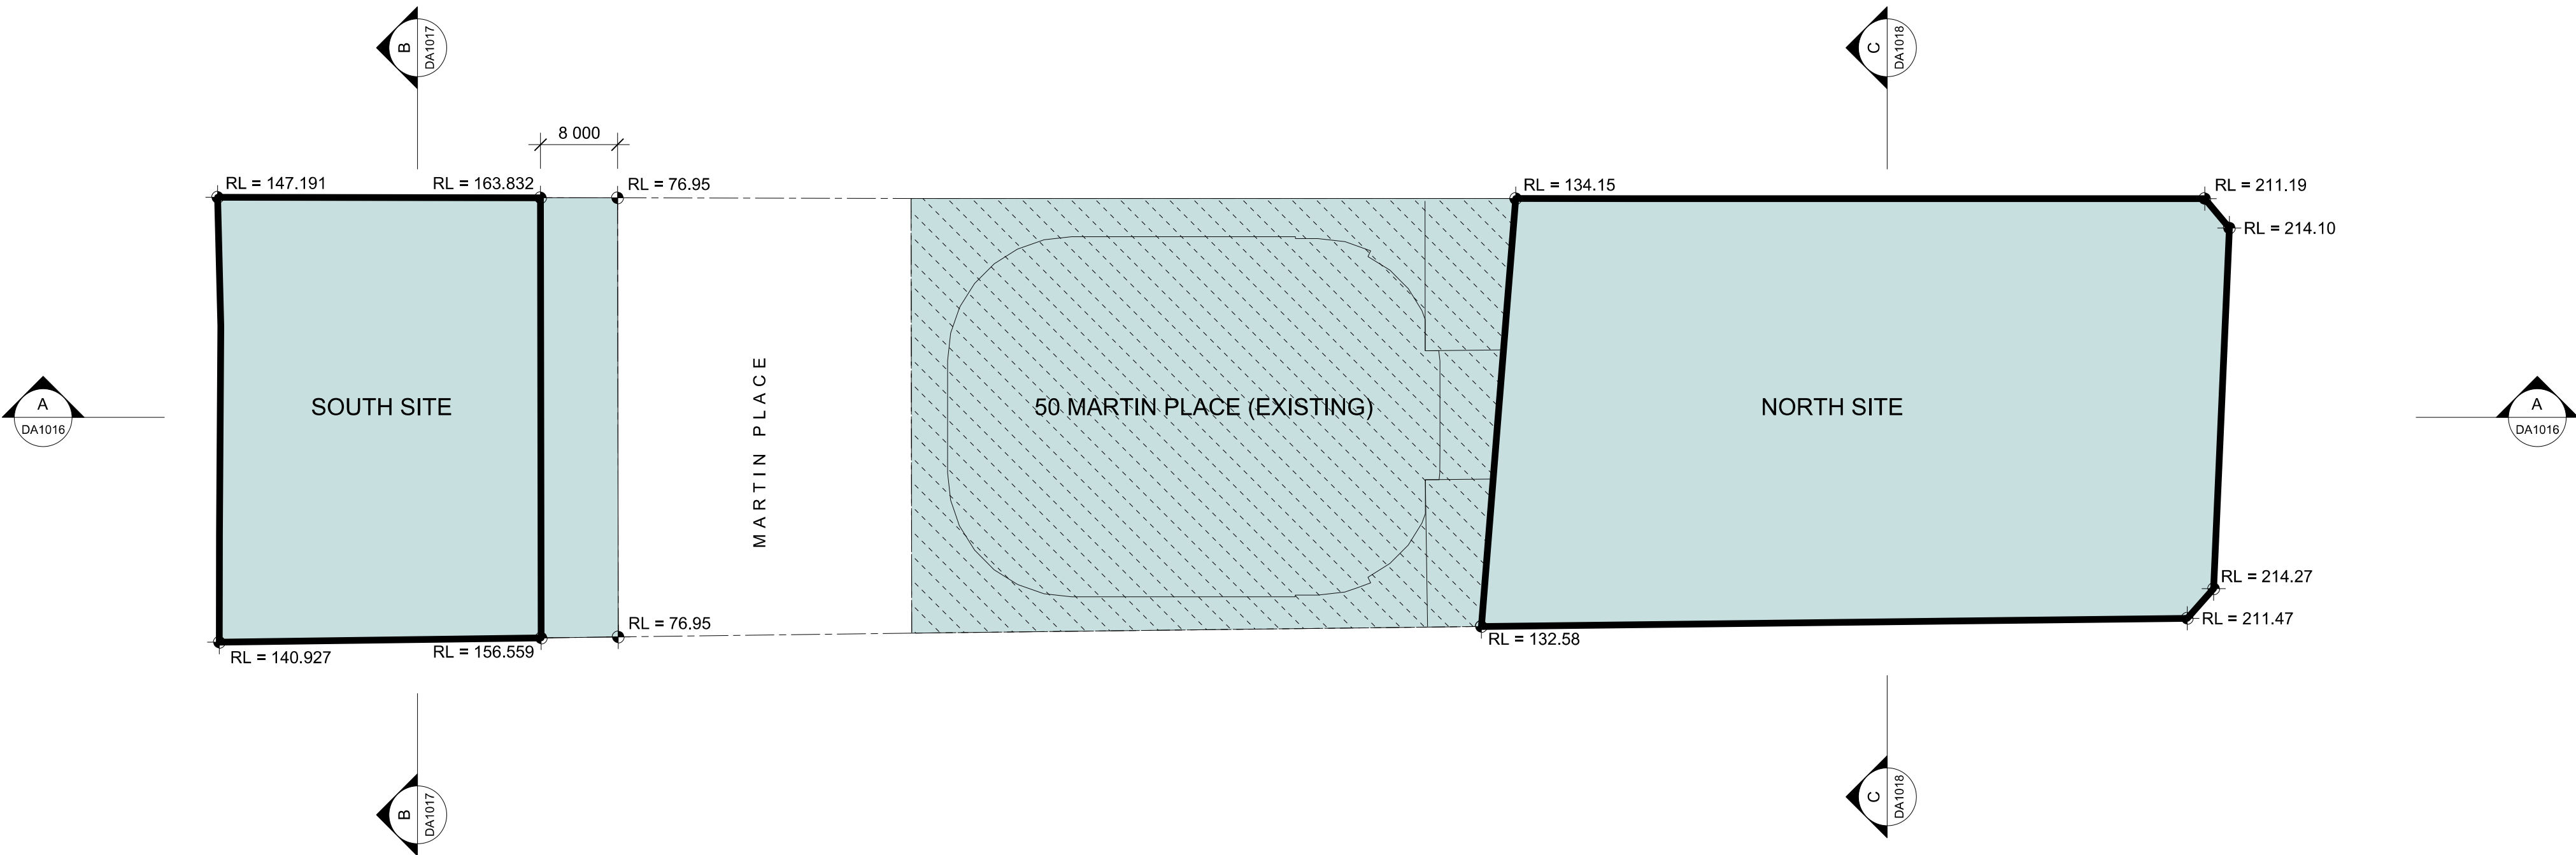 B
DA1017
C
DA1018
8 000
RL = 147.191
RL = 163.832
RL = 76.95
RL = 134.15
RL = 211.19
RL = 214.10
A
DA1016
SOUTH SITE
MARTIN PLACE
50 MARTIN PLACE (EXISTING)
NORTH SITE
A
DA1016
RL = 214.27
RL = 211.47
RL = 76.95
RL = 132.58
RL = 156.559
RL = 140.927
B
DA1017
C
DA1018